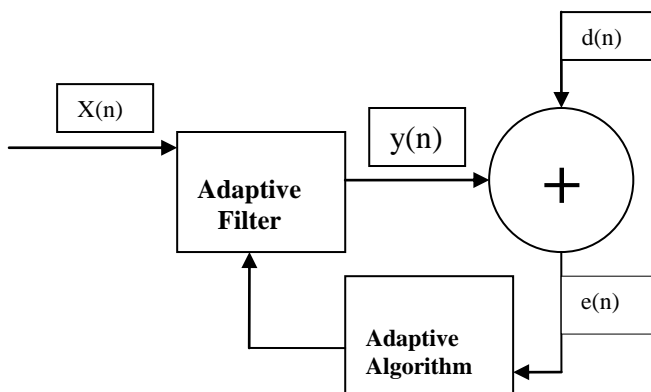 d(n)
X(n)
y(n)
Adaptive
Filter
+
e(n)
Adaptive
Algorithm